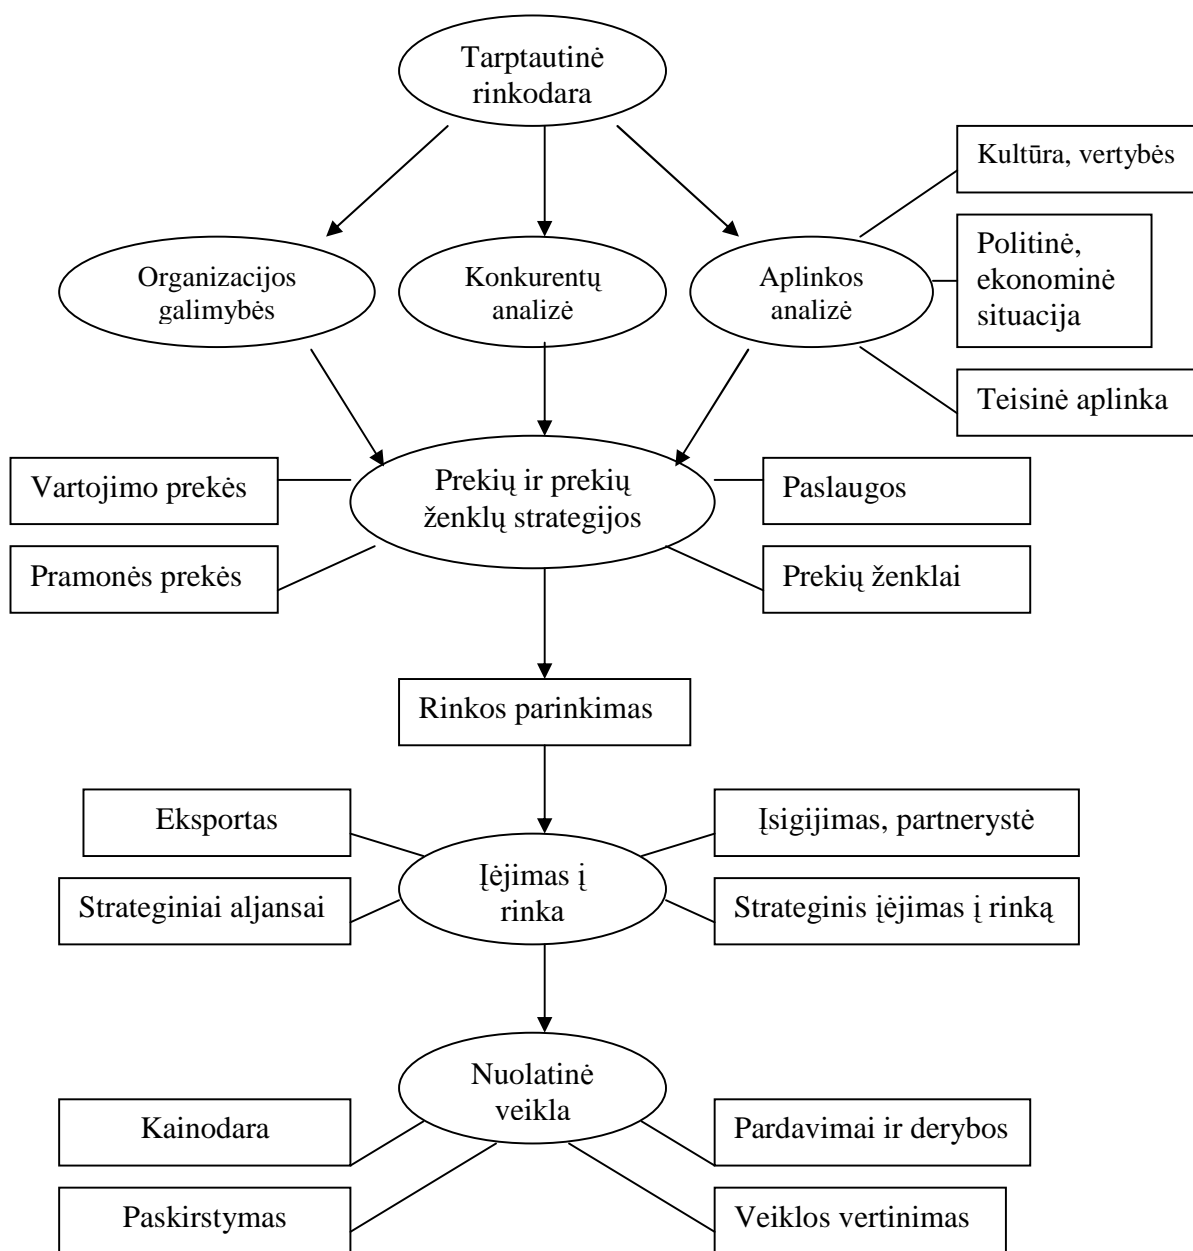 Tarptautinė
rinkodara
Kultūra, vertybės
Organizacijos
galimybės
Konkurentų
analizė
Aplinkos
analizė
Politinė,
ekonominė
situacija
Teisinė aplinka
Vartojimo prekės
Prekių ir prekių
ženklų strategijos
Paslaugos
Pramonės prekės
Prekių ženklai
Rinkos parinkimas
Eksportas
Įsigijimas, partnerystė
Įėjimas į
rinka
Strateginiai aljansai
Strateginis įėjimas į rinką
Nuolatinė
veikla
Kainodara
Pardavimai ir derybos
Paskirstymas
Veiklos vertinimas